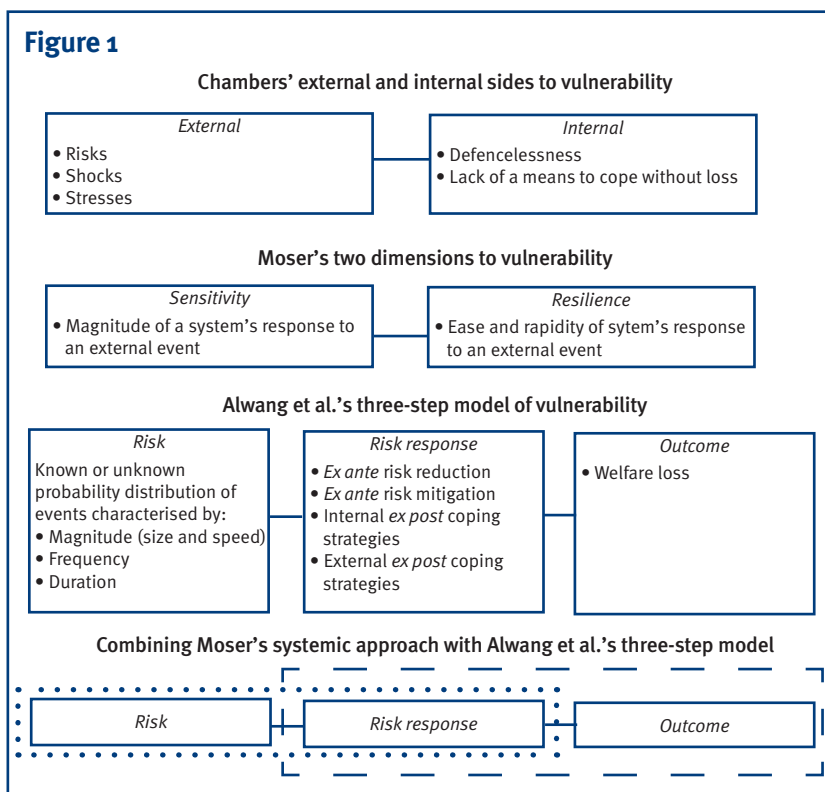 Figure 1
Chambers' external and internal sides to vulnerability
External
• Risks
• Shocks
• Stresses
Internal
• Defencelessness
• Lack of a means to cope without loss
Moser's two dimensions to vulnerability
Sensitivity
• Magnitude of a system's response to
an external event
Resilience
• Ease and rapidity of sytem's response
to an external event
Alwang et al.'s three-step model of vulnerability
Risk
Known or unknown
probability distribution of
events characterised by:
• Magnitude (size and speed)
• Frequency
• Duration
Risk response
• Ex ante risk reduction
• Ex ante risk mitigation
• Internal ex post coping
strategies
• External ex post coping
strategies
Outcome
• Welfare loss
Combining Moser's systemic approach with Alwang et al.'s three-step model
Risk
Risk response
Outcome